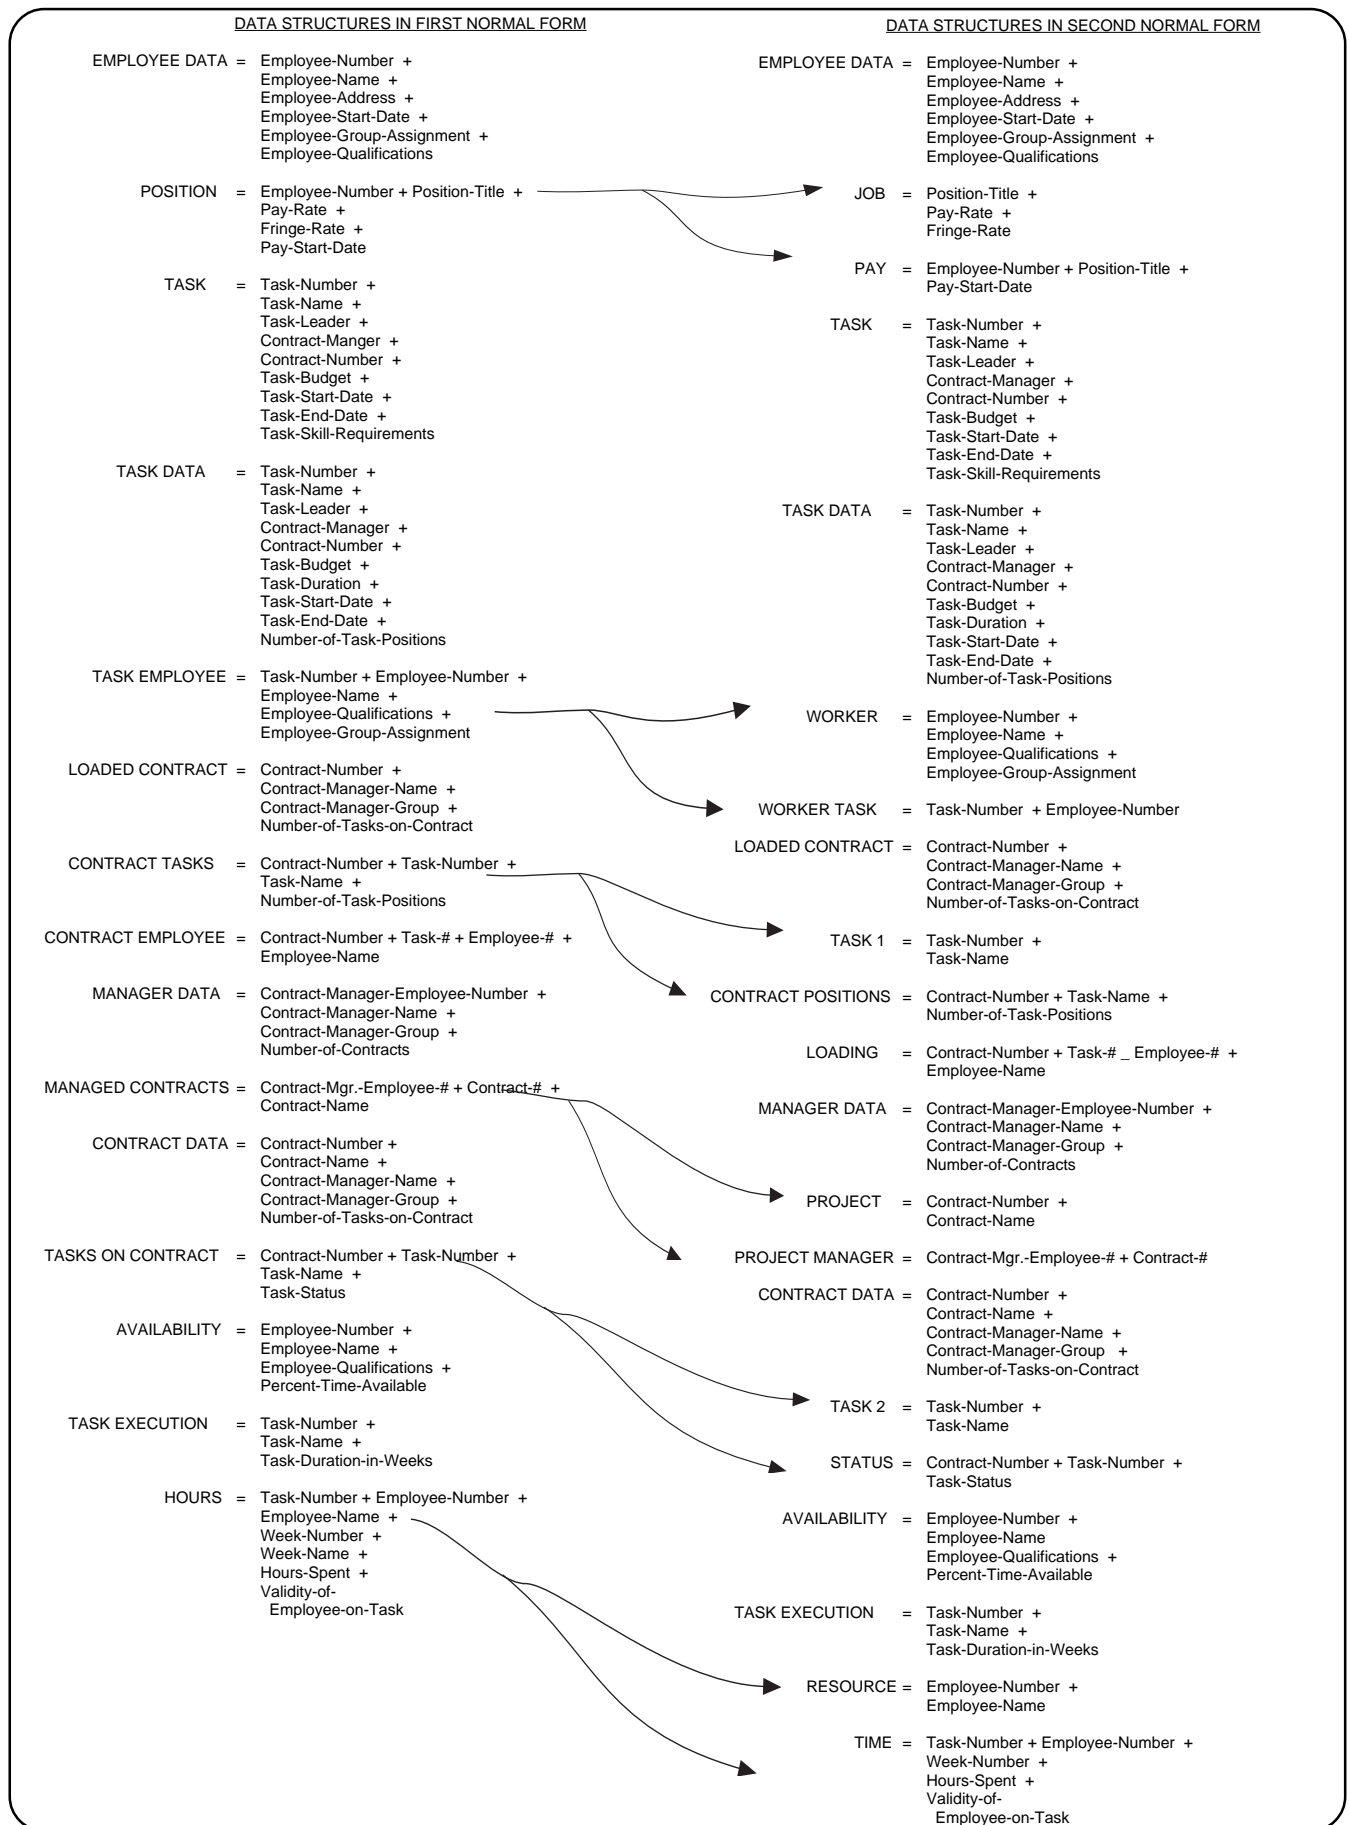 DATA STRUCTURES IN FIRST NORMAL FORM
EMPLOYEE DATA = Employee-Number +
Employee-Name +
Employee-Address +
Employee-Start-Date +
Employee-Group-Assignment +
Employee-Qualifications
POSITION = Employee-Number + Position-Title +
Pay-Rate +
Fringe-Rate +
Pay-Start-Date
TASK = Task-Number +
Task-Name +
Task-Leader +
Contract-Manger +
Contract-Number +
Task-Budget +
Task-Start-Date +
Task-End-Date +
Task-Skill-Requirements
TASK DATA = Task-Number +
Task-Name +
Task-Leader +
Contract-Manager +
Contract-Number +
Task-Budget +
Task-Duration +
Task-Start-Date +
Task-End-Date +
Number-of-Task-Positions
TASK EMPLOYEE = Task-Number + Employee-Number +
Employee-Name +
Employee-Qualifications +
Employee-Group-Assignment
LOADED CONTRACT = Contract-Number +
Contract-Manager-Name +
Contract-Manager-Group +
Number-of-Tasks-on-Contract
CONTRACT TASKS = Contract-Number + Task-Number +
Task-Name +
Number-of-Task-Positions
CONTRACT EMPLOYEE = Contract-Number + Task-# + Employee-# +
Employee-Name
MANAGER DATA = Contract-Manager-Employee-Number +
Contract-Manager-Name +
Contract-Manager-Group +
Number-of-Contracts
MANAGED CONTRACTS = Contract-Mgr.-Employee-# + Contract-# +
Contract-Name
CONTRACT DATA = Contract-Number +
Contract-Name +
Contract-Manager-Name +
Contract-Manager-Group +
Number-of-Tasks-on-Contract
TASKS ON CONTRACT = Contract-Number + Task-Number +
Task-Name +
Task-Status
AVAILABILITY = Employee-Number +
Employee-Name +
Employee-Qualifications +
Percent-Time-Available
TASK EXECUTION = Task-Number +
Task-Name +
Task-Duration-in-Weeks
HOURS = Task-Number + Employee-Number +
Employee-Name +
Week-Number +
Week-Name +
Hours-Spent +
Validity-of-
Employee-on-Task
DATA STRUCTURES IN SECOND NORMAL FORM
EMPLOYEE DATA = Employee-Number +
Employee-Name +
Employee-Address +
Employee-Start-Date +
Employee-Group-Assignment +
Employee-Qualifications
JOB = Position-Title +
Pay-Rate +
Fringe-Rate
PAY = Employee-Number + Position-Title +
Pay-Start-Date
TASK = Task-Number +
Task-Name +
Task-Leader +
Contract-Manager +
Contract-Number +
Task-Budget +
Task-Start-Date +
Task-End-Date +
Task-Skill-Requirements
TASK DATA = Task-Number +
Task-Name +
Task-Leader +
Contract-Manager +
Contract-Number +
Task-Budget +
Task-Duration +
Task-Start-Date +
Task-End-Date +
Number-of-Task-Positions
WORKER = Employee-Number +
Employee-Name +
Employee-Qualifications +
Employee-Group-Assignment
WORKER TASK = Task-Number + Employee-Number
LOADED CONTRACT = Contract-Number +
Contract-Manager-Name +
Contract-Manager-Group +
Number-of-Tasks-on-Contract
TASK 1 = Task-Number +
Task-Name
CONTRACT POSITIONS = Contract-Number + Task-Name +
Number-of-Task-Positions
LOADING = Contract-Number + Task-# _ Employee-# +
Employee-Name
MANAGER DATA = Contract-Manager-Employee-Number +
Contract-Manager-Name +
Contract-Manager-Group +
Number-of-Contracts
PROJECT = Contract-Number +
Contract-Name
PROJECT MANAGER = Contract-Mgr.-Employee-# + Contract-#
CONTRACT DATA = Contract-Number +
Contract-Name +
Contract-Manager-Name +
Contract-Manager-Group +
Number-of-Tasks-on-Contract
TASK 2 = Task-Number +
Task-Name
STATUS = Contract-Number + Task-Number +
Task-Status
AVAILABILITY = Employee-Number +
Employee-Name
Employee-Qualifications +
Percent-Time-Available
TASK EXECUTION = Task-Number +
Task-Name +
Task-Duration-in-Weeks
RESOURCE = Employee-Number +
Employee-Name
TIME = Task-Number + Employee-Number +
Week-Number +
Hours-Spent +
Validity-of-
Employee-on-Task